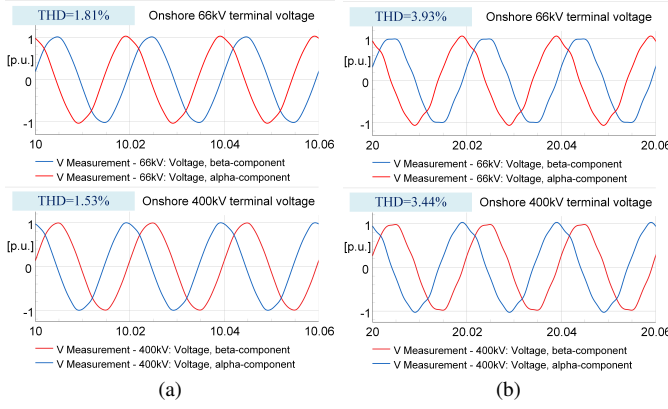 THD=1.81% Onshore 66kV terminal voltage
1
[p.u.]
0
-1
10 10.02 10.04 10.06
V Measurement - 66kV: Voltage, beta-component
V Measurement - 66kV: Voltage, alpha-component
THD=1.53% Onshore 400kV terminal voltage
1
[p.u.]
0
-1
10 10.02 10.04 10.06
V Measurement - 400kV: Voltage, beta-component
V Measurement - 400kV: Voltage, alpha-component
(a)
THD=3.93% Onshore 66kV terminal voltage
1
[p.u.]
0
-1
20 20.02 20.04 20.06
V Measurement - 66kV: Voltage, beta-component
V Measurement - 66kV: Voltage, alpha-component
THD=3.44% Onshore 400kV terminal voltage
1
[p.u.]
0
-1
20 20.02 20.04 20.06
V Measurement - 400kV: Voltage, beta-component
V Measurement - 400kV: Voltage, alpha-component
(b)